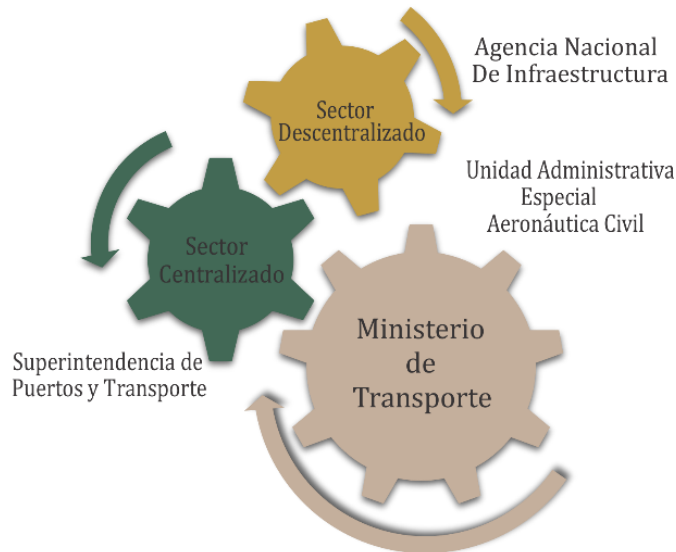 Agencia Nacional
De Infraestructura
Sector
Descentralizado
Unidad Administrativa
Especial
Aeronáutica Civil
Sector
Centralizado
Ministerio
de
Transporte
Superintendencia de
Puertos y Transporte